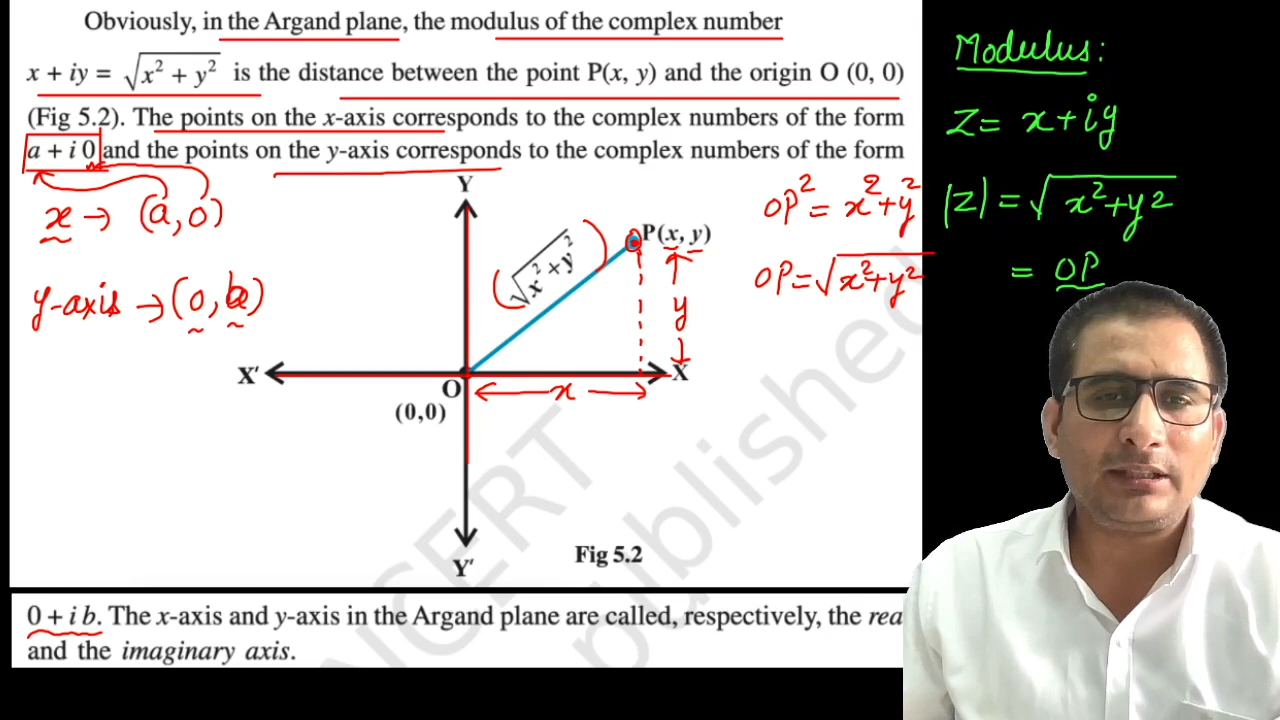 Obviously, in the Argand plane, the modulus of the complex number
x + iy = √x² + y² is the distance between the point P(x, y) and the origin O (0, 0)
(Fig 5.2). The points on the x-axis corresponds to the complex numbers of the form
a + i 0 and the points on the y-axis corresponds to the complex numbers of the form
x → (a, 0)
y-axis → (0, b)
Y
P(x, y)
√x² + y²
y
X' X
O
x
(0,0)
Y'
Fig 5.2
OP² = x² + y²
OP = √x² + y²
0 + i b. The x-axis and y-axis in the Argand plane are called, respectively, the rea
and the imaginary axis.
NCERT
published
Modulus:
Z = x + iy
|Z| = √x² + y²
= OP